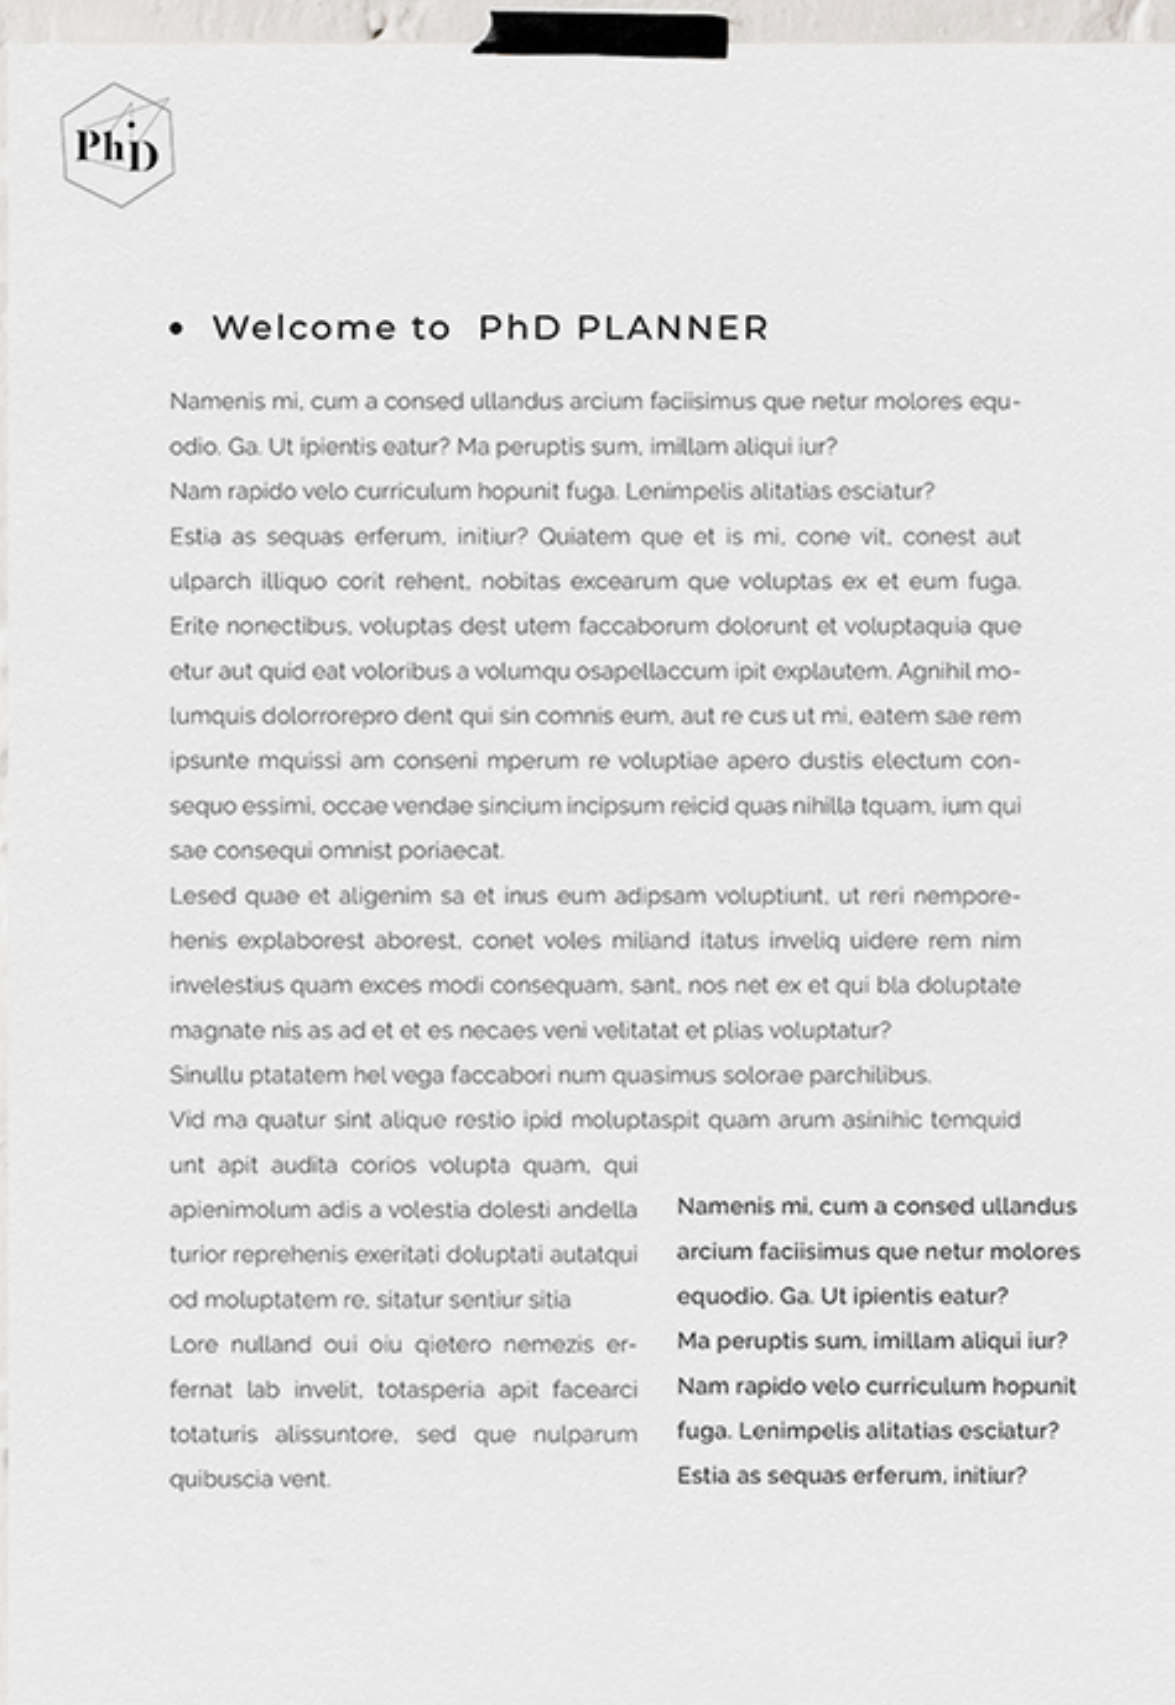 PhD
• Welcome to PhD PLANNER
Namenis mi, cum a consed ullandus arcium faciisimus que netur molores equ-
odio. Ga. Ut ipientis eatur? Ma peruptis sum, imillam aliqui iur?
Nam rapido velo curriculum hopunit fuga. Lenimpelis alitatias esciatur?
Estia as sequas erferum, initiur? Quiatem que et is mi, cone vit, conest aut
ulparch illiquo corit rehent, nobitas excearum que voluptas ex et eum fuga.
Erite nonectibus, voluptas dest utem faccaborum dolorunt et voluptaquia que
etur aut quid eat voloribus a volumqu osapellaccum ipit explautem. Agnihil mo-
lumquis dolorrorepro dent qui sin comnis eum, aut re cus ut mi, eatem sae rem
ipsunte mquissi am conseni mperum re voluptiae apero dustis electum con-
sequo essimi, occae vendae sincium incipsum reicid quas nihilla tquam, ium qui
sae consequi omnist poriaecat.
Lesed quae et aligenim sa et inus eum adipsam voluptiunt, ut reri nempore-
henis explaborest aborest, conet voles miliand itatus inveliq uidere rem nim
invelestius quam exces modi consequam, sant, nos net ex et qui bla doluptate
magnate nis as ad et et es necaes veni velitatat et plias voluptatur?
Sinullu ptatatem hel vega faccabori num quasimus solorae parchilibus.
Vid ma quatur sint alique restio ipid moluptaspit quam arum asinihic temquid
unt apit audita corios volupta quam, qui
apienimolum adis a volestia dolesti andella
turior reprehenis exeritati doluptati autatqui
od moluptatem re, sitatur sentiur sitia
Lore nulland oui oiu qietero nemezis er-
fernat lab invelit, totasperia apit facearci
totaturis alissuntore, sed que nulparum
quibuscia vent.
Namenis mi, cum a consed ullandus
arcium faciisimus que netur molores
equodio. Ga. Ut ipientis eatur?
Ma peruptis sum, imillam aliqui iur?
Nam rapido velo curriculum hopunit
fuga. Lenimpelis alitatias esciatur?
Estia as sequas erferum, initiur?